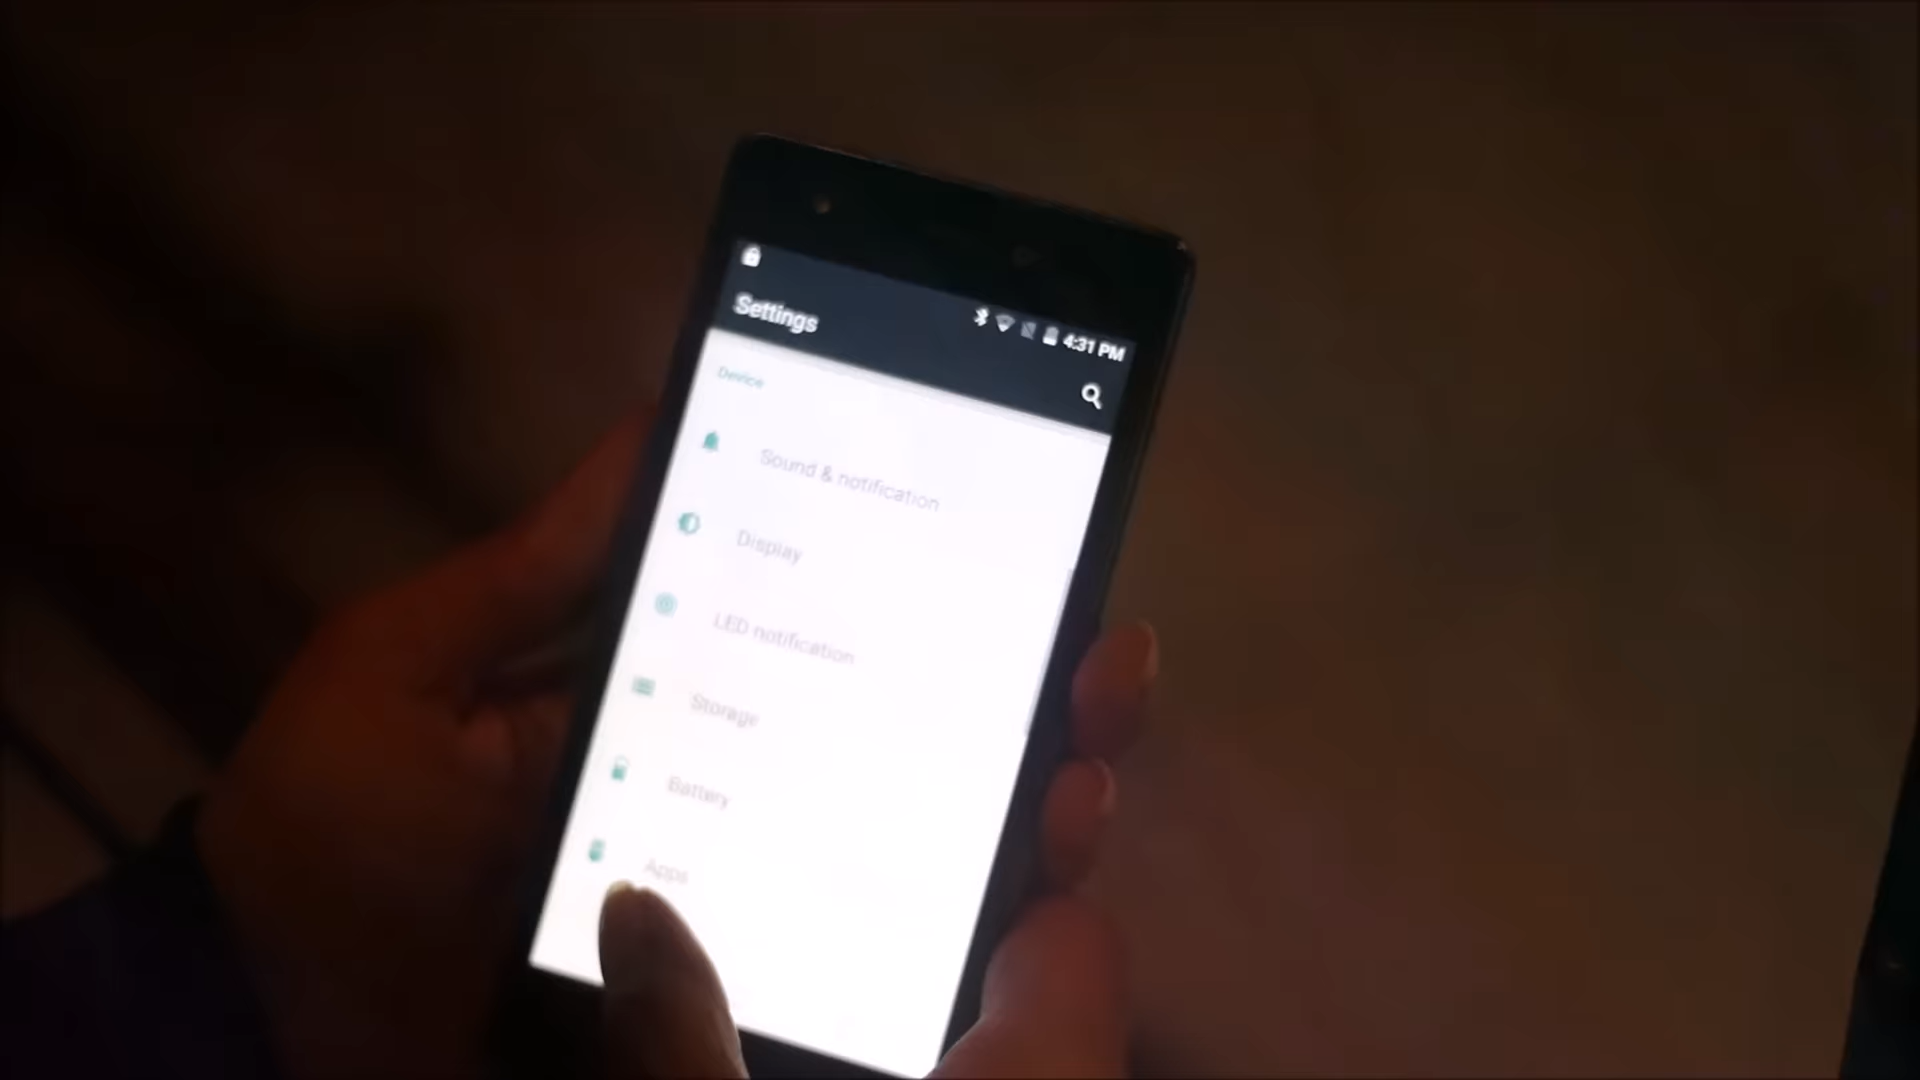 4:31 PM
Settings
Device
Sound & notification
Display
LED notification
Storage
Battery
Apps